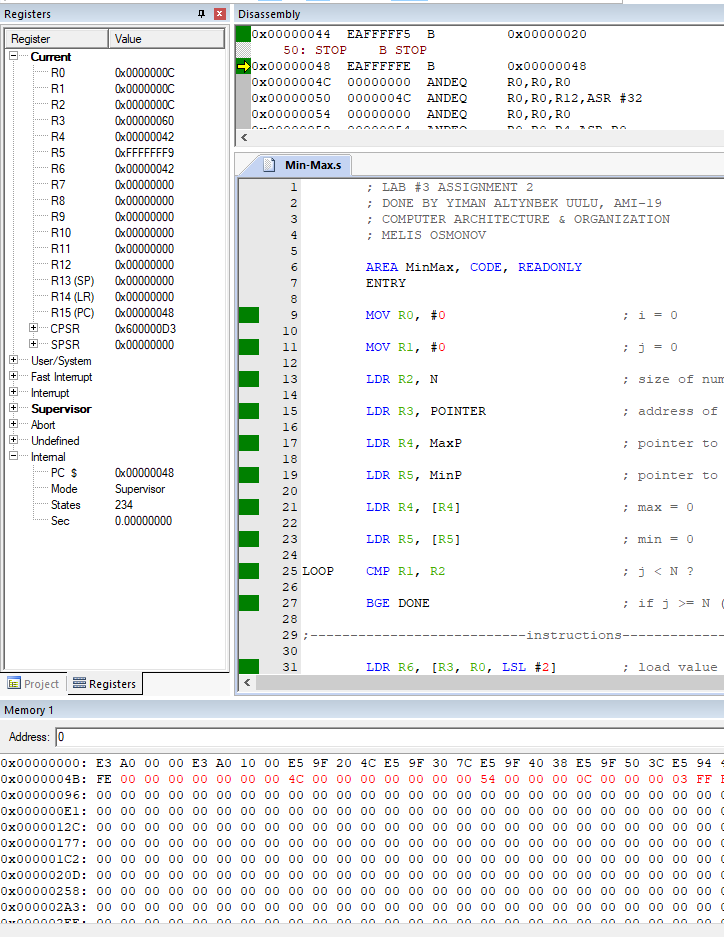 Registers
Register Value
Current
R0 0x0000000C
R1 0x0000000C
R2 0x0000000C
R3 0x00000060
R4 0x00000042
R5 0xFFFFFFF9
R6 0x00000042
R7 0x00000000
R8 0x00000000
R9 0x00000000
R10 0x00000000
R11 0x00000000
R12 0x00000000
R13 (SP) 0x00000000
R14 (LR) 0x00000000
R15 (PC) 0x00000048
CPSR 0x600000D3
SPSR 0x00000000
User/System
Fast Interrupt
Interrupt
Supervisor
Abort
Undefined
Internal
PC $ 0x00000048
Mode Supervisor
States 234
Sec 0.00000000
Project Registers
Disassembly
0x00000044 EAFFFFF5 B 0x00000020
50: STOP B STOP
0x00000048 EAFFFFFE B 0x00000048
0x0000004C 00000000 ANDEQ R0,R0,R0
0x00000050 0000004C ANDEQ R0,R0,R12,ASR #32
0x00000054 00000000 ANDEQ R0,R0,R0
Min-Max.s
1 ; LAB #3 ASSIGNMENT 2
2 ; DONE BY YIMAN ALTYNBEK UULU, AMI-19
3 ; COMPUTER ARCHITECTURE & ORGANIZATION
4 ; MELIS OSMONOV
5
6 AREA MinMax, CODE, READONLY
7 ENTRY
8
9 MOV R0, #0 ; i = 0
10
11 MOV R1, #0 ; j = 0
12
13 LDR R2, N ; size of num
14
15 LDR R3, POINTER ; address of
16
17 LDR R4, MaxP ; pointer to
18
19 LDR R5, MinP ; pointer to
20
21 LDR R4, [R4] ; max = 0
22
23 LDR R5, [R5] ; min = 0
24
25 LOOP CMP R1, R2 ; j < N ?
26
27 BGE DONE ; if j >= N (
28
29 ;---------------------------instructions-------------
30
31 LDR R6, [R3, R0, LSL #2] ; load value
Memory 1
Address: 0
0x00000000: E3 A0 00 00 E3 A0 10 00 E5 9F 20 4C E5 9F 30 7C E5 9F 40 38 E5 9F 50 3C E5 94
0x0000004B: FE 00 00 00 00 00 00 00 4C 00 00 00 00 00 00 00 54 00 00 00 0C 00 00 00 03 FF
0x00000096: 00 00 00 00 00 00 00 00 00 00 00 00 00 00 00 00 00 00 00 00 00 00 00 00 00 00
0x000000E1: 00 00 00 00 00 00 00 00 00 00 00 00 00 00 00 00 00 00 00 00 00 00 00 00 00 00
0x0000012C: 00 00 00 00 00 00 00 00 00 00 00 00 00 00 00 00 00 00 00 00 00 00 00 00 00 00
0x00000177: 00 00 00 00 00 00 00 00 00 00 00 00 00 00 00 00 00 00 00 00 00 00 00 00 00 00
0x000001C2: 00 00 00 00 00 00 00 00 00 00 00 00 00 00 00 00 00 00 00 00 00 00 00 00 00 00
0x0000020D: 00 00 00 00 00 00 00 00 00 00 00 00 00 00 00 00 00 00 00 00 00 00 00 00 00 00
0x00000258: 00 00 00 00 00 00 00 00 00 00 00 00 00 00 00 00 00 00 00 00 00 00 00 00 00 00
0x000002A3: 00 00 00 00 00 00 00 00 00 00 00 00 00 00 00 00 00 00 00 00 00 00 00 00 00 00